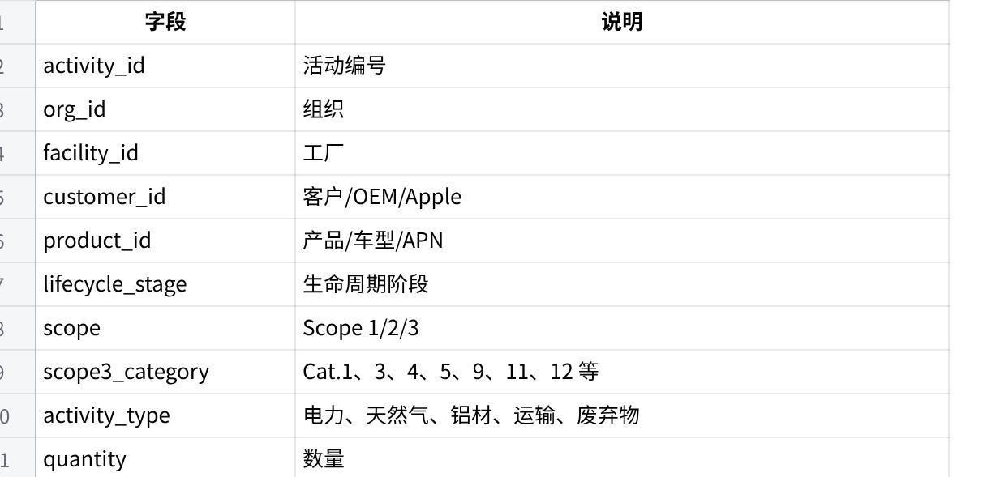 字段 说明
activity_id 活动编号
org_id 组织
facility_id 工厂
customer_id 客户/OEM/Apple
product_id 产品/车型/APN
lifecycle_stage 生命周期阶段
scope Scope 1/2/3
scope3_category Cat.1、3、4、5、9、11、12 等
activity_type 电力、天然气、铝材、运输、废弃物
quantity 数量